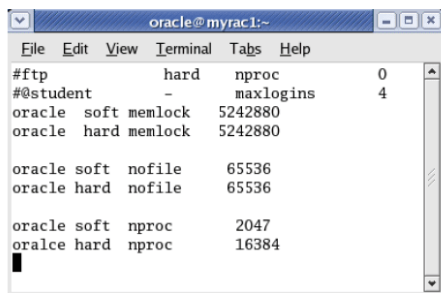 oracle@myrac1:~
File Edit View Terminal Tabs Help
#ftp hard nproc 0
#@student - maxlogins 4
oracle soft memlock 5242880
oracle hard memlock 5242880
oracle soft nofile 65536
oracle hard nofile 65536
oracle soft nproc 2047
oralce hard nproc 16384